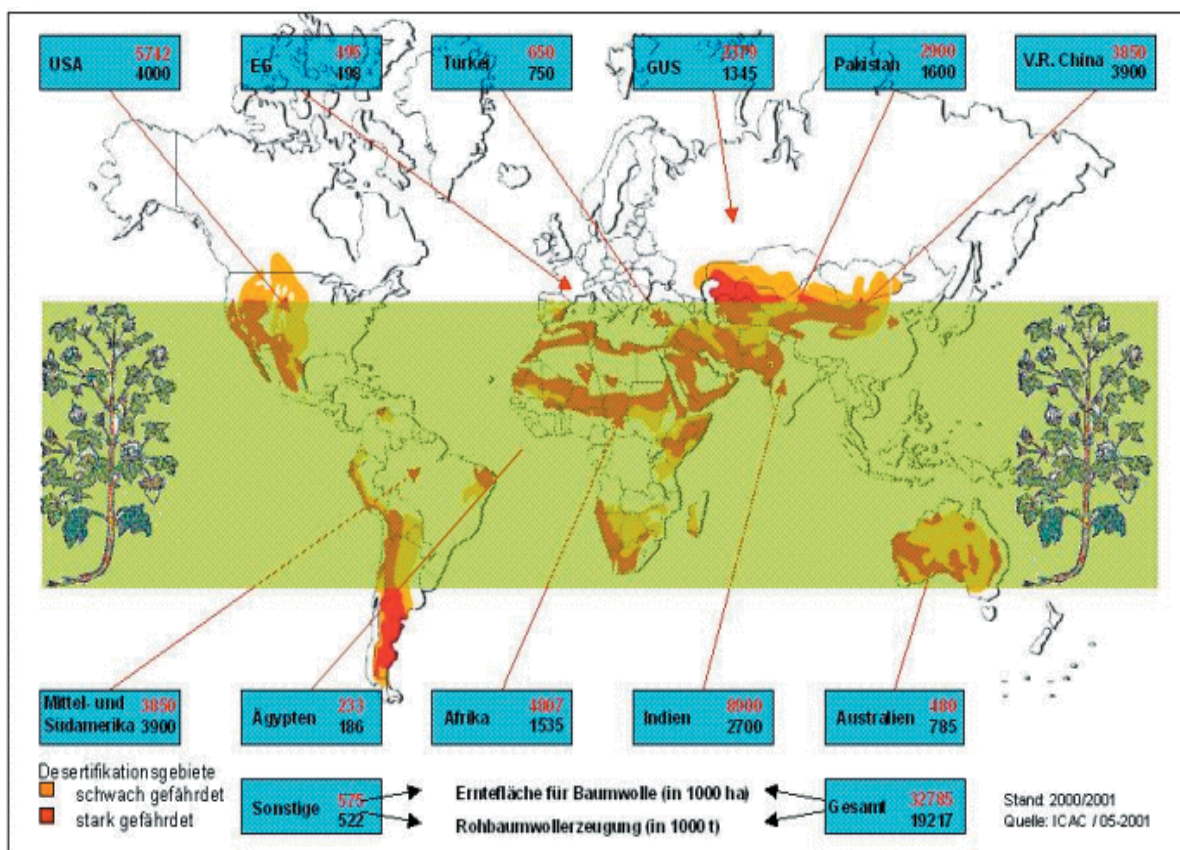 USA 5742
4000
EG
498
Türkei 650
750
GUS
1345
Pakistan 2900
1600
V.R. China 3850
3900
Mittel- und 3850
Südamerika 3900
Ägypten 233
186
Afrika 4807
1535
Indien 8900
2700
Australien 480
785
Desertifikationsgebiete
schwach gefährdet
stark gefährdet
Sonstige 575
522
Erntefläche für Baumwolle (in 1000 ha)
Rohbaumwollerzeugung (in 1000 t)
Gesamt 32785
19217
Stand: 2000/2001
Quelle: ICAC / 05-2001